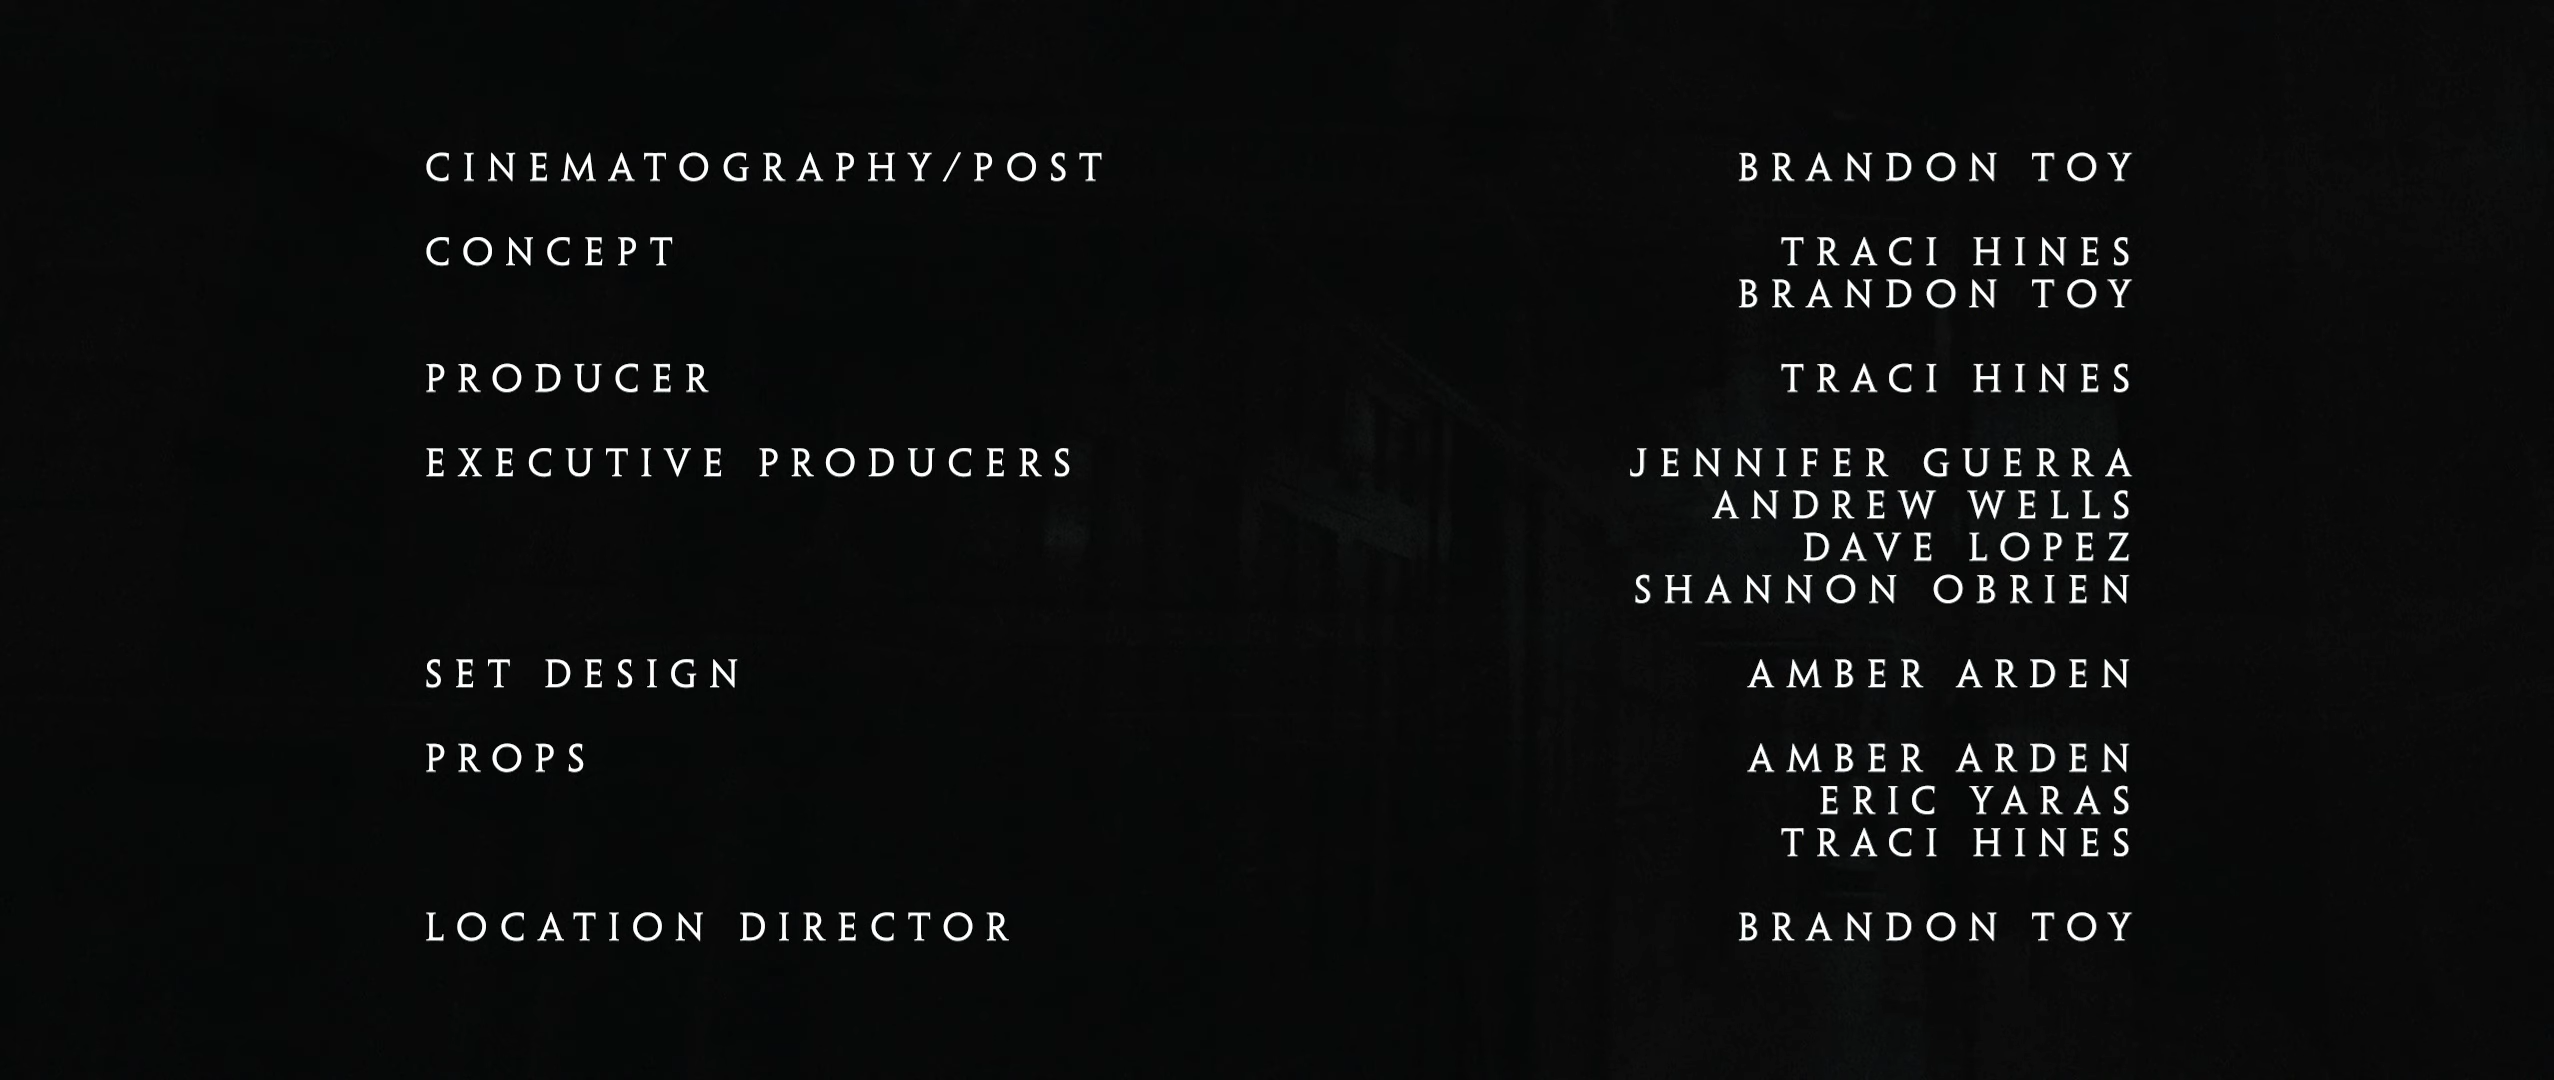 CINEMATOGRAPHY/POST BRANDON TOY
CONCEPT TRACI HINES
BRANDON TOY
PRODUCER TRACI HINES
EXECUTIVE PRODUCERS JENNIFER GUERRA
ANDREW WELLS
DAVE LOPEZ
SHANNON OBRIEN
SET DESIGN AMBER ARDEN
PROPS AMBER ARDEN
ERIC YARAS
TRACI HINES
LOCATION DIRECTOR BRANDON TOY